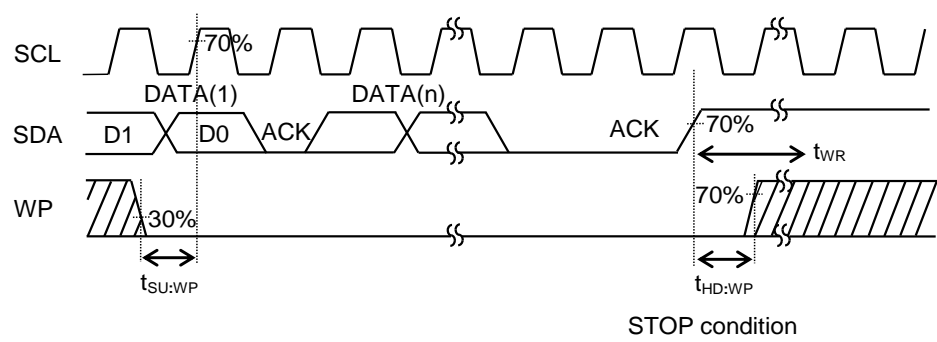 SCL
70%
DATA(1)
DATA(n)
SDA
D1
D0
ACK
ACK
70%
tWR
WP
30%
70%
tSU:WP
tHD:WP
STOP condition